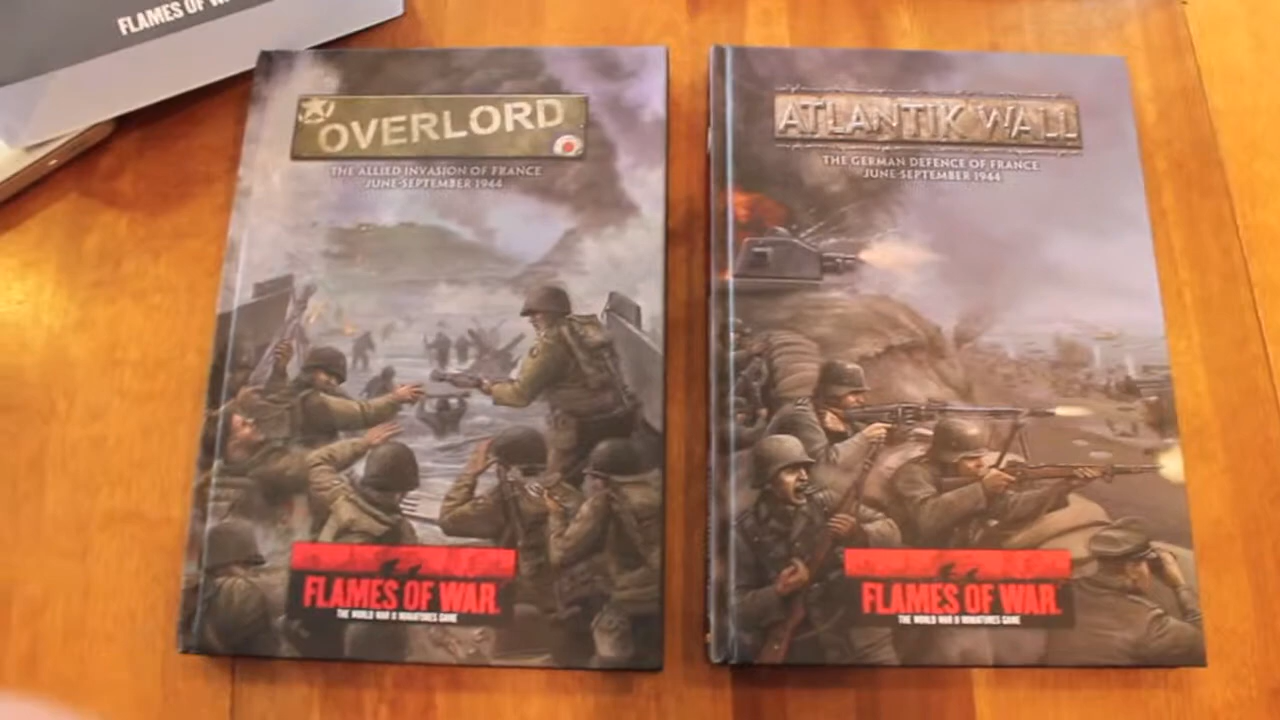 FLAMES OF W
OVERLORD
THE ALLIED INVASION OF FRANCE
JUNE-SEPTEMBER 1944
FLAMES OF WAR
THE WORLD WAR II MINIATURES GAME
ATLANTIK WALL
THE GERMAN DEFENCE OF FRANCE
JUNE-SEPTEMBER 1944
FLAMES OF WAR
THE WORLD WAR II MINIATURES GAME